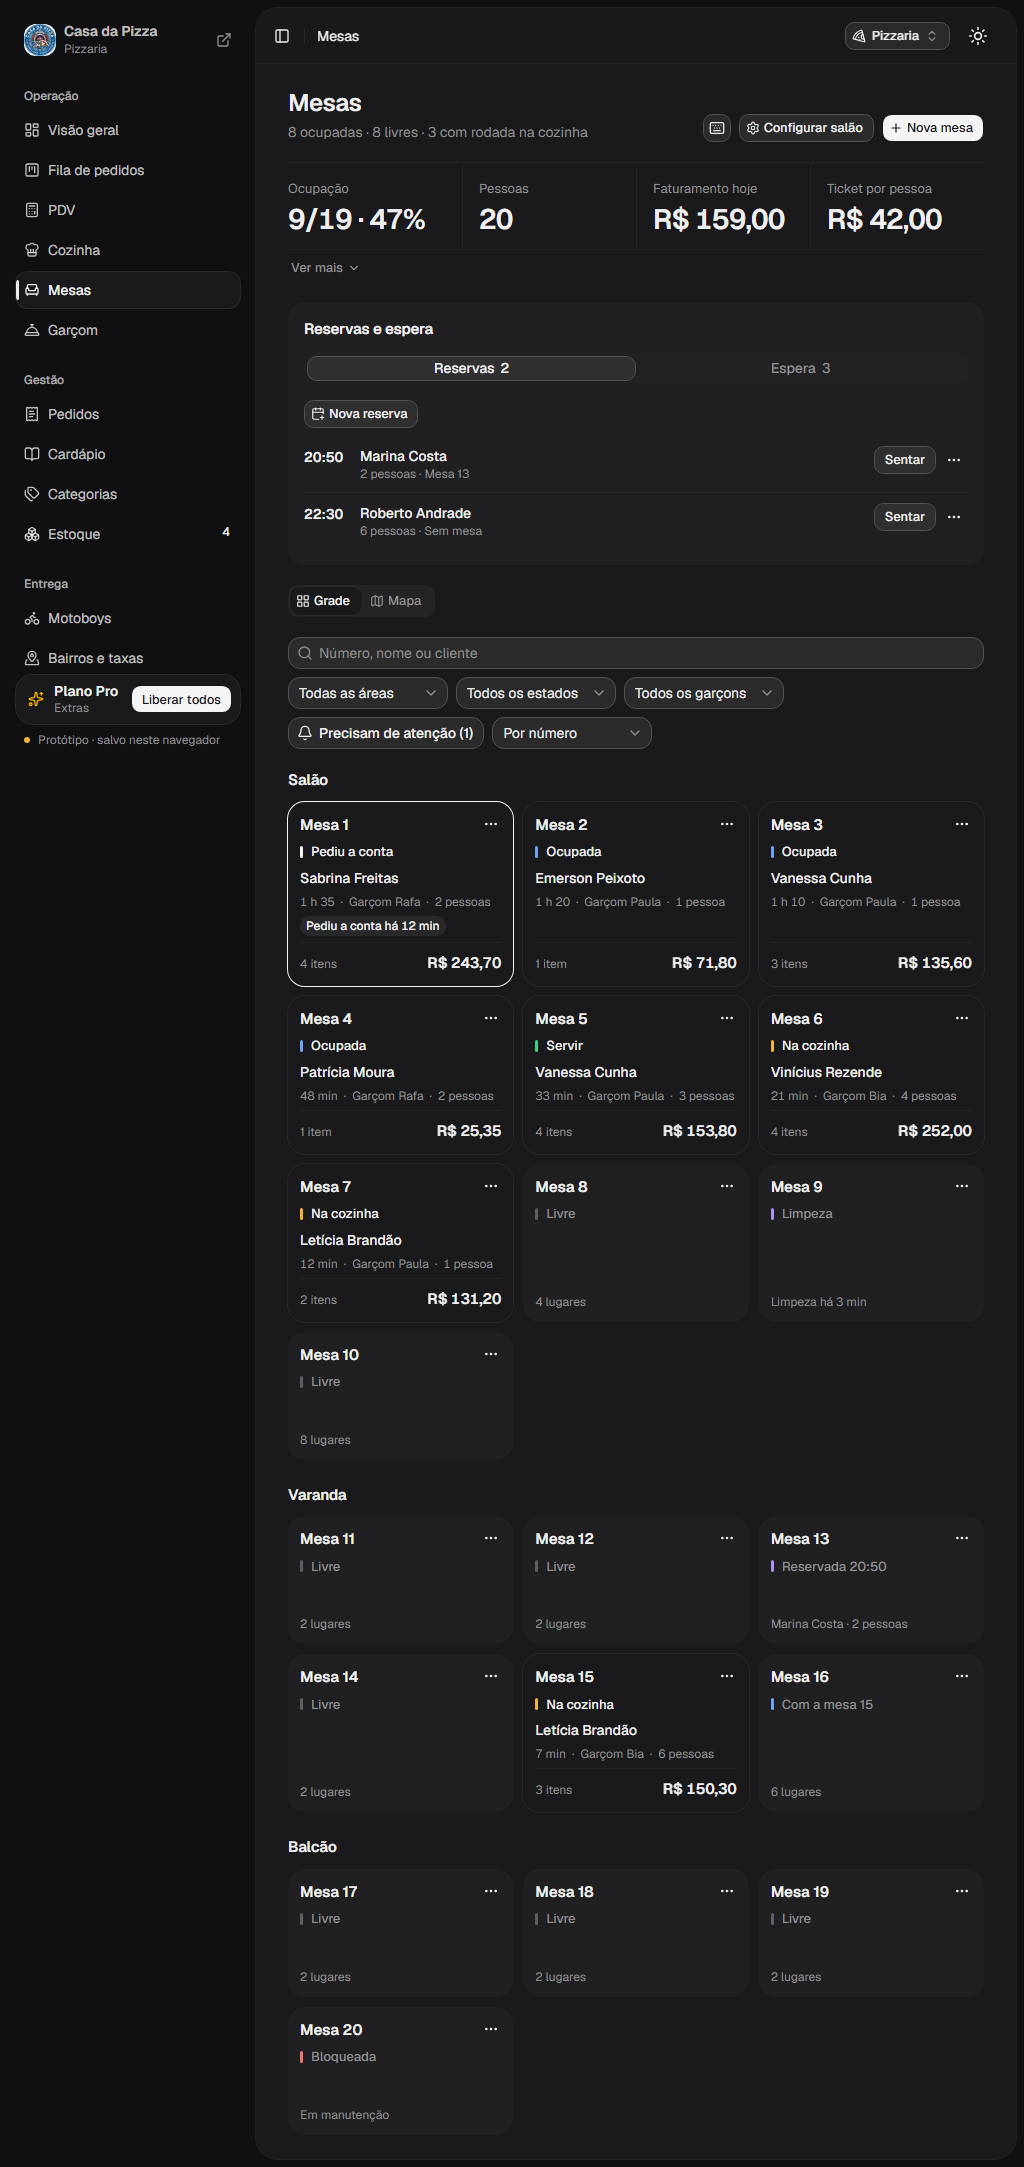 Casa da Pizza
Pizzaria
Operação
Visão geral
Fila de pedidos
PDV
Cozinha
Mesas
Garçom
Gestão
Pedidos
Cardápio
Categorias
Estoque 4
Entrega
Motoboys
Bairros e taxas
Plano Pro
Extras
Liberar todos
Protótipo · salvo neste navegador
Mesas
Pizzaria
Mesas
8 ocupadas · 8 livres · 3 com rodada na cozinha
Configurar salão
Nova mesa
Ocupação Pessoas Faturamento hoje Ticket por pessoa
9/19 · 47% 20 R$ 159,00 R$ 42,00
Ver mais
Reservas e espera
Reservas 2 Espera 3
Nova reserva
20:50 Marina Costa Sentar
2 pessoas · Mesa 13
22:30 Roberto Andrade Sentar
6 pessoas · Sem mesa
Grade Mapa
Número, nome ou cliente
Todas as áreas Todos os estados Todos os garçons
Precisam de atenção (1) Por número
Salão
Mesa 1
Pediu a conta
Sabrina Freitas
1 h 35 · Garçom Rafa · 2 pessoas
Pediu a conta há 12 min
4 itens R$ 243,70
Mesa 2
Ocupada
Emerson Peixoto
1 h 20 · Garçom Paula · 1 pessoa
1 item R$ 71,80
Mesa 3
Ocupada
Vanessa Cunha
1 h 10 · Garçom Paula · 1 pessoa
3 itens R$ 135,60
Mesa 4
Ocupada
Patrícia Moura
48 min · Garçom Rafa · 2 pessoas
1 item R$ 25,35
Mesa 5
Servir
Vanessa Cunha
33 min · Garçom Paula · 3 pessoas
4 itens R$ 153,80
Mesa 6
Na cozinha
Vinícius Rezende
21 min · Garçom Bia · 4 pessoas
4 itens R$ 252,00
Mesa 7
Na cozinha
Letícia Brandão
12 min · Garçom Paula · 1 pessoa
2 itens R$ 131,20
Mesa 8
Livre
4 lugares
Mesa 9
Limpeza
Limpeza há 3 min
Mesa 10
Livre
8 lugares
Varanda
Mesa 11
Livre
2 lugares
Mesa 12
Livre
2 lugares
Mesa 13
Reservada 20:50
Marina Costa · 2 pessoas
Mesa 14
Livre
2 lugares
Mesa 15
Na cozinha
Letícia Brandão
7 min · Garçom Bia · 6 pessoas
3 itens R$ 150,30
Mesa 16
Com a mesa 15
6 lugares
Balcão
Mesa 17
Livre
2 lugares
Mesa 18
Livre
2 lugares
Mesa 19
Livre
2 lugares
Mesa 20
Bloqueada
Em manutenção